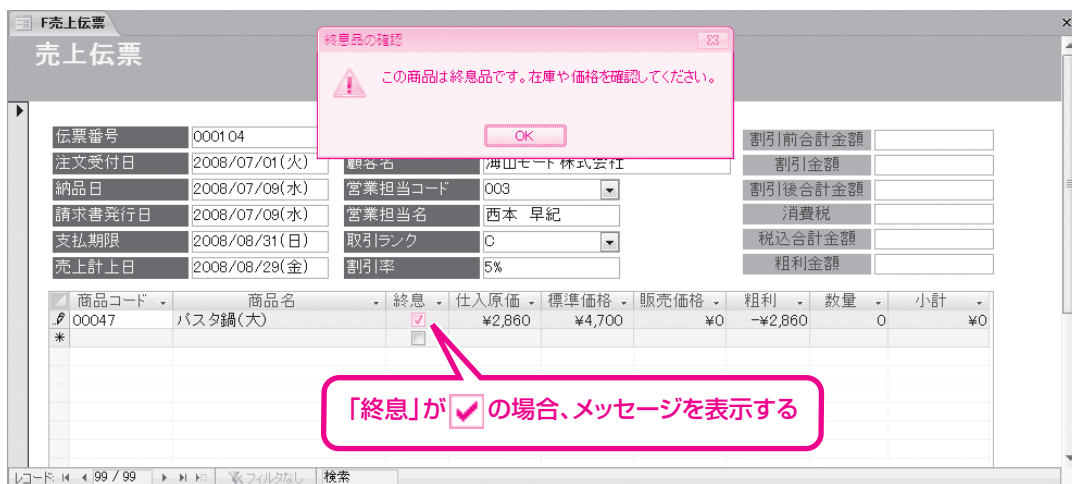 F売上伝票
売上伝票
終息品の確認
この商品は終息品です。在庫や価格を確認してください。
OK
伝票番号 000104
注文受付日 2008/07/01(火) 顧客名 海山モード株式会社
納品日 2008/07/09(水) 営業担当コード 003
請求書発行日 2008/07/09(水) 営業担当名 西本 早紀
支払期限 2008/08/31(日) 取引ランク C
売上計上日 2008/08/29(金) 割引率 5%
割引前合計金額
割引金額
割引後合計金額
消費税
税込合計金額
粗利金額
商品コード 商品名 終息 仕入原価 標準価格 販売価格 粗利 数量 小計
00047 パスタ鍋(大) ¥2,860 ¥4,700 ¥0 -¥2,860 0 ¥0
「終息」が の場合、メッセージを表示する
レコード: 99 / 99 フィルタなし 検索